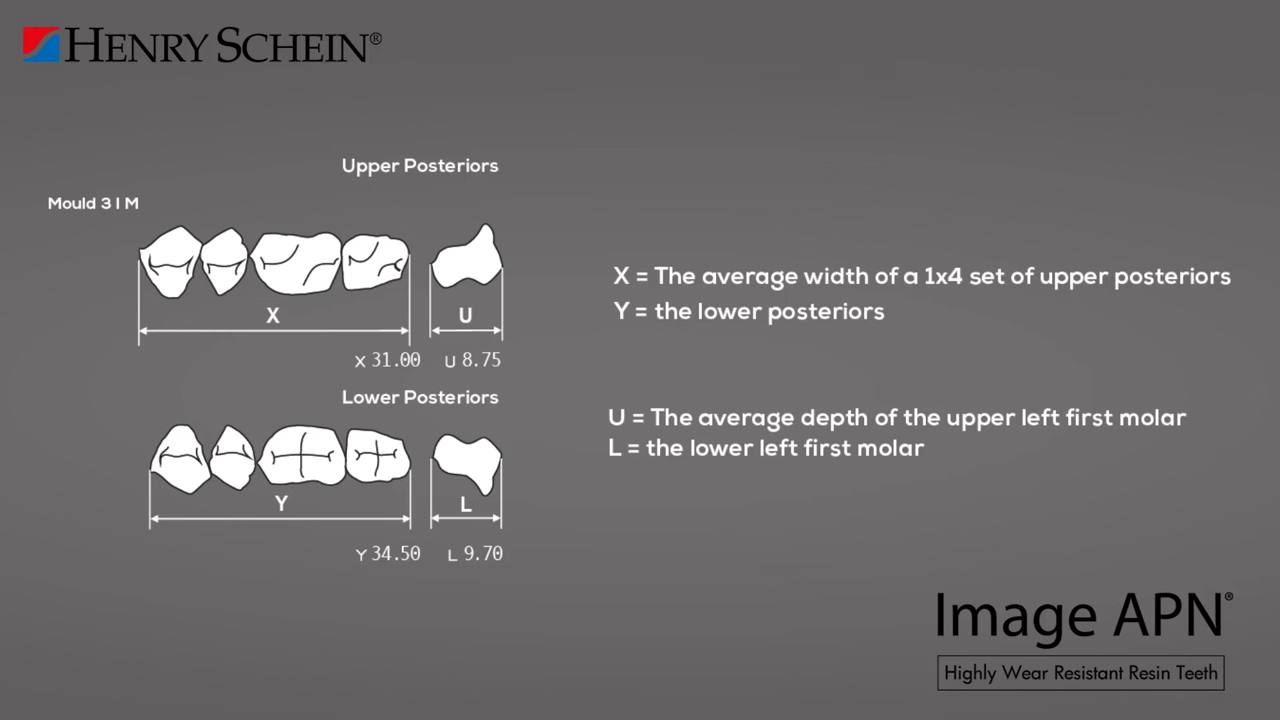 HENRY SCHEIN®
Upper Posteriors
Mould 3 I M
X
U
X 31.00
U 8.75
Lower Posteriors
Y
L
Y 34.50
L 9.70
X = The average width of a 1x4 set of upper posteriors
Y = the lower posteriors
U = The average depth of the upper left first molar
L = the lower left first molar
Image APN®
Highly Wear Resistant Resin Teeth